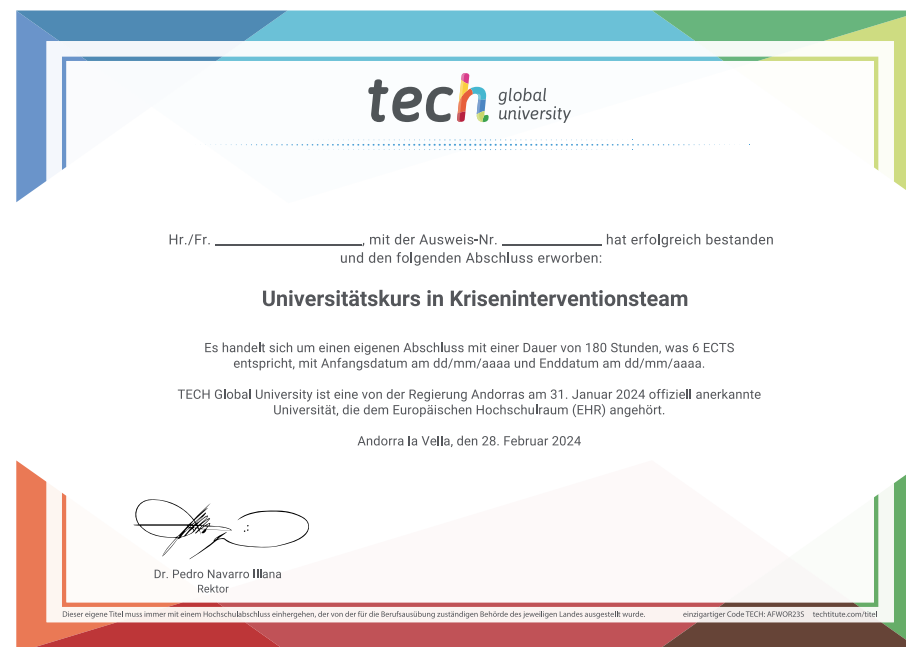 tech global university
Hr./Fr. ____________________, mit der Ausweis-Nr. ______________ hat erfolgreich bestanden
und den folgenden Abschluss erworben:
Universitätskurs in Kriseninterventionsteam
Es handelt sich um einen eigenen Abschluss mit einer Dauer von 180 Stunden, was 6 ECTS
entspricht, mit Anfangsdatum am dd/mm/aaaa und Enddatum am dd/mm/aaaa.
TECH Global University ist eine von der Regierung Andorras am 31. Januar 2024 offiziell anerkannte
Universität, die dem Europäischen Hochschulraum (EHR) angehört.
Andorra la Vella, den 28. Februar 2024
Dr. Pedro Navarro Illana
Rektor
Dieser eigene Titel muss immer mit einem Hochschulabschluss einhergehen, der von der für die Berufsausübung zuständigen Behörde des jeweiligen Landes ausgestellt wurde. einzigartiger Code TECH: AFWOR23S techtitute.com/titel